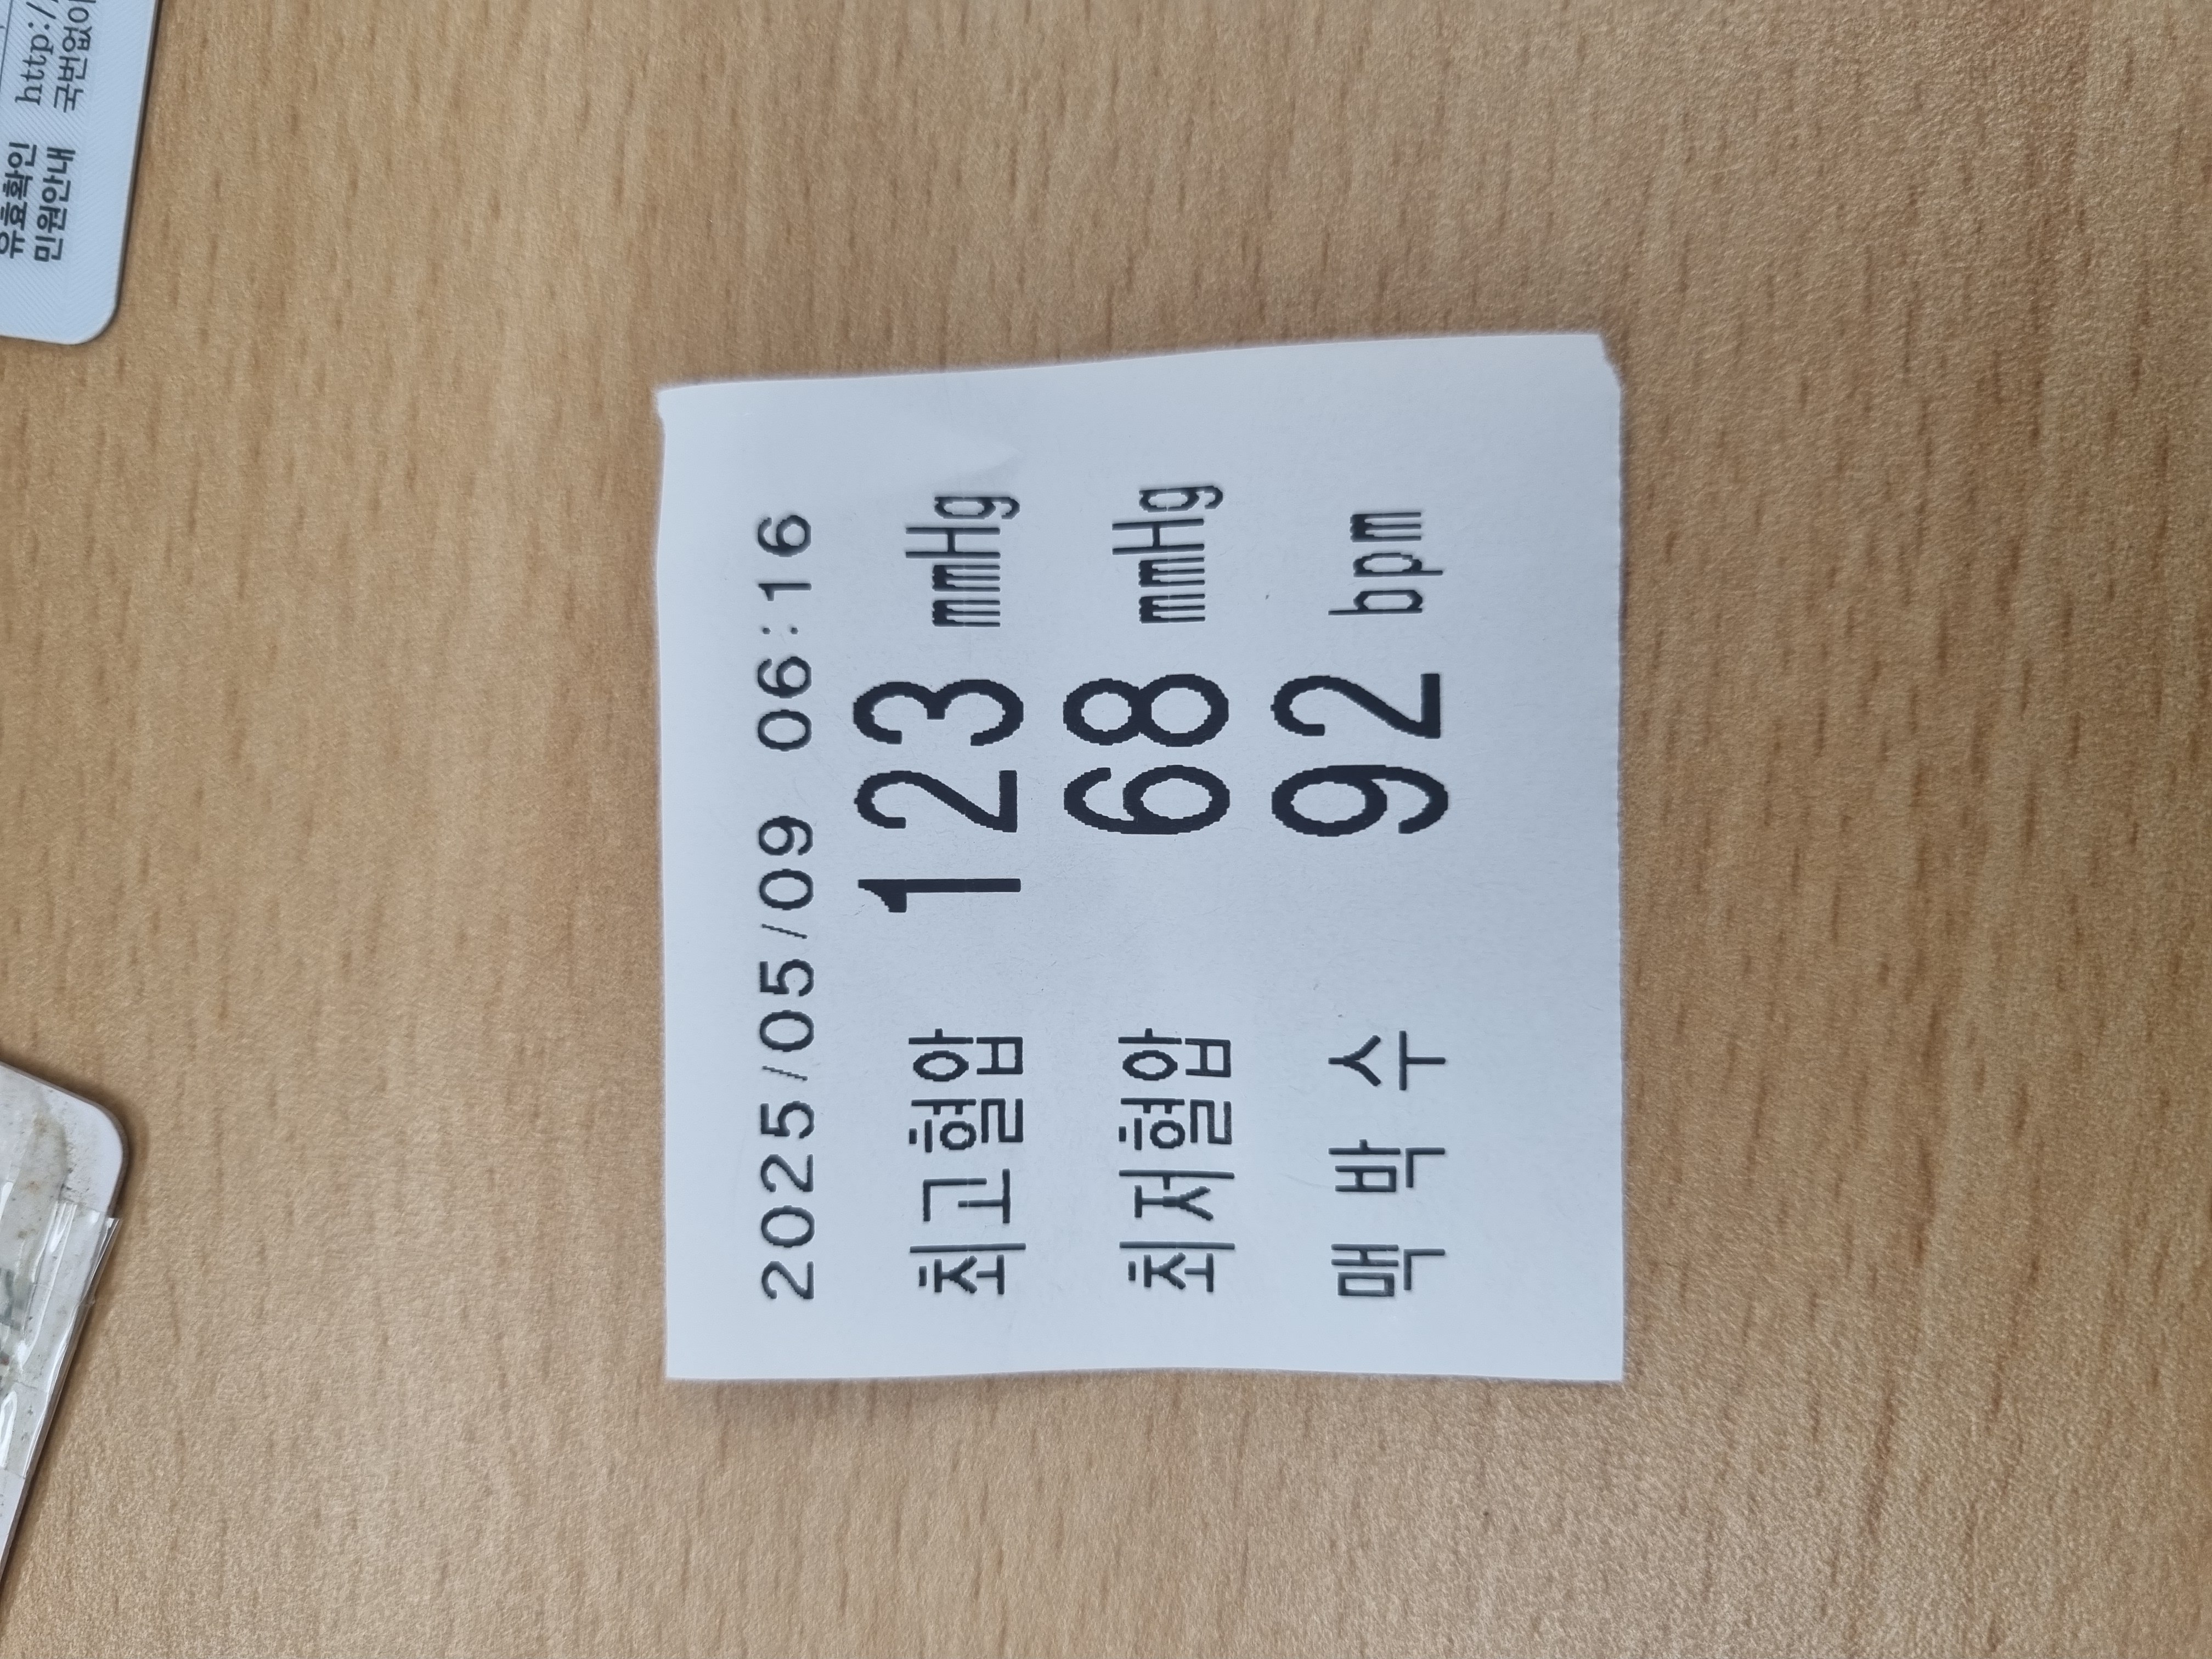 유효확인 http:/
민원안내 국번없이
2025/05/09 06:16
최고혈압 123 mmHg
최저혈압 68 mmHg
맥 박 수 92 bpm